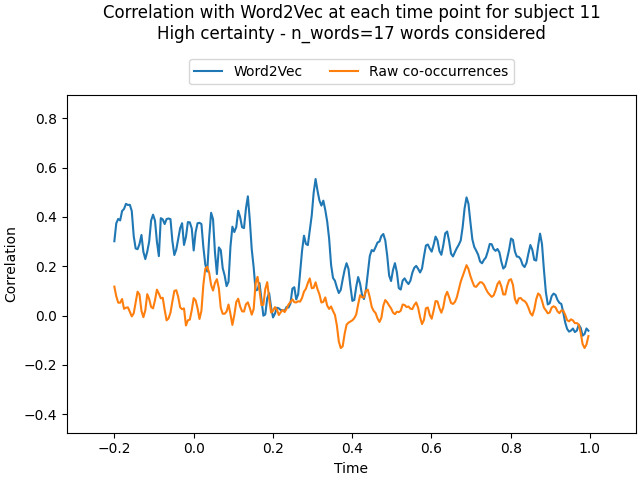 Correlation with Word2Vec at each time point for subject 11
High certainty - n_words=17 words considered
Word2Vec
Raw co-occurrences
0.8
0.6
0.4
0.2
0.0
−0.2
−0.4
Correlation
−0.2
0.0
0.2
0.4
0.6
0.8
1.0
Time